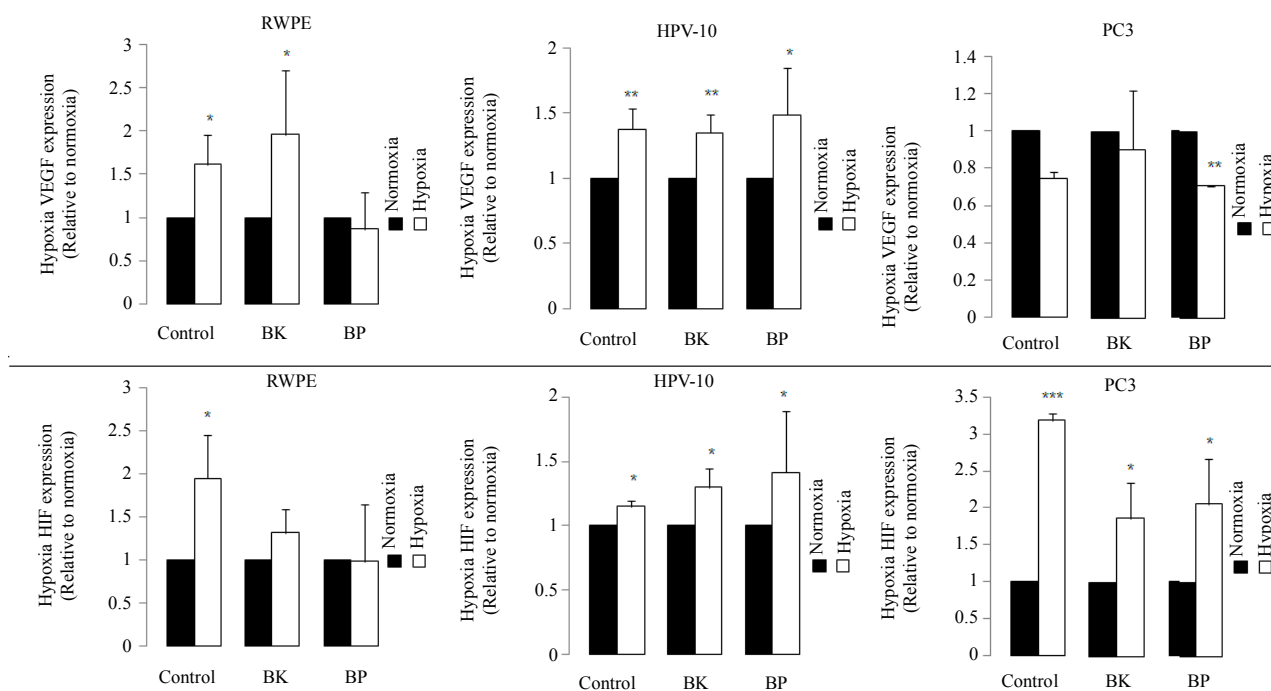 RWPE
Hypoxia VEGF expression
(Relative to normoxia)
3
2.5
2
1.5
1
0.5
0
*
*
Control
BK
BP
Normoxia
Hypoxia
HPV-10
Hypoxia VEGF expression
(Relative to normoxia)
2
1.5
1
0.5
0
**
**
*
Control
BK
BP
Normoxia
Hypoxia
PC3
Hypoxia VEGF expression
(Relative to normoxia)
1.4
1.2
1
0.8
0.6
0.4
0.2
0
**
Control
BK
BP
Normoxia
Hypoxia
RWPE
Hypoxia HIF expression
(Relative to normoxia)
3
2.5
2
1.5
1
0.5
0
*
Control
BK
BP
Normoxia
Hypoxia
HPV-10
Hypoxia HIF expression
(Relative to normoxia)
2
1.5
1
0.5
0
*
*
*
Control
BK
BP
Normoxia
Hypoxia
PC3
Hypoxia HIF expression
(Relative to normoxia)
3.5
3
2.5
2
1.5
1
0.5
0
***
*
*
Control
BK
BP
Normoxia
Hypoxia